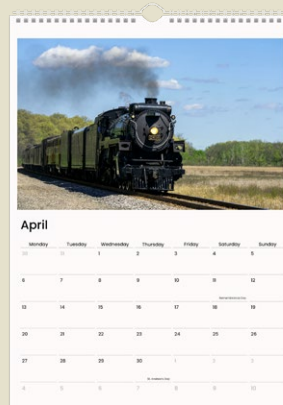 April
Monday Tuesday Wednesday Thursday Friday Saturday Sunday
30 31 1 2 3 4 5
6 7 8 9 10 11 12
13 14 15 16 17 18 19
20 21 22 23 24 25 26
27 28 29 30 1 2 3
4 5 6 7 8 9 10